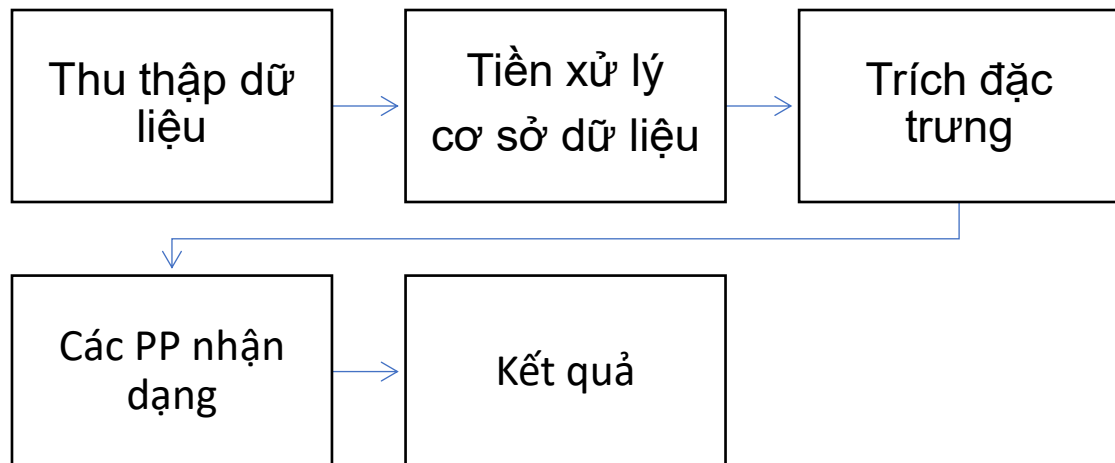 Thu thập dữ
liệu
Tiền xử lý
cơ sở dữ liệu
Trích đặc
trưng
Các PP nhận
dạng
Kết quả